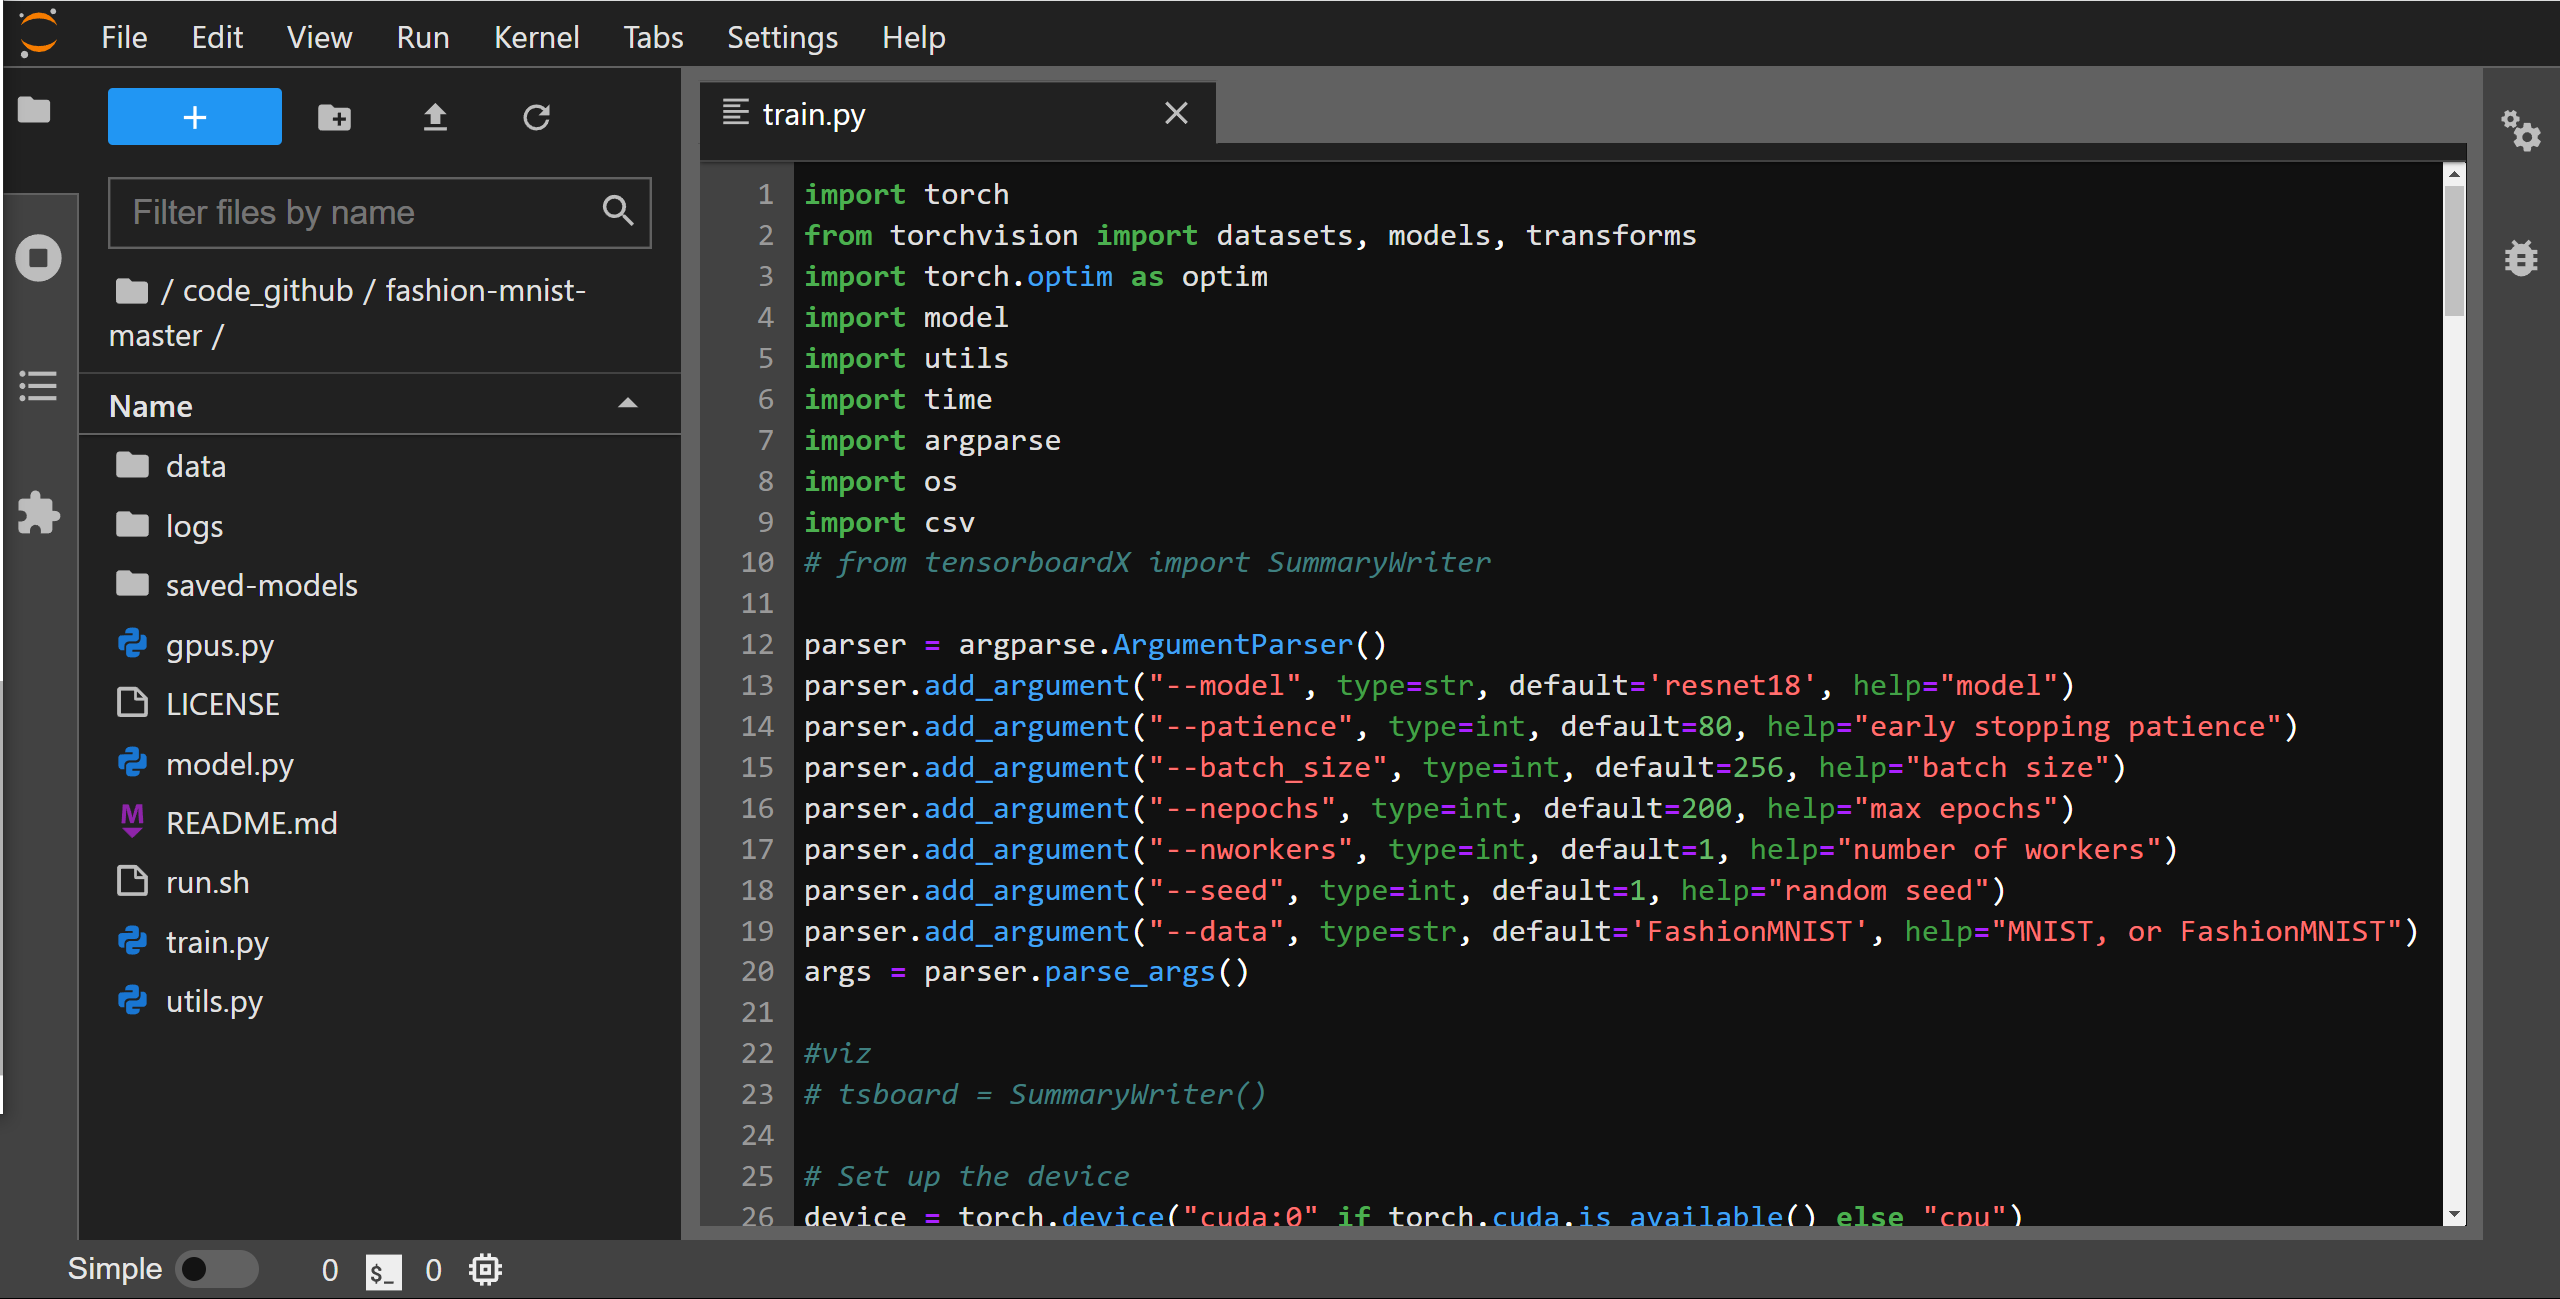 File Edit View Run Kernel Tabs Settings Help
+
Filter files by name
/ code_github / fashion-mnist-
master /
Name
data
logs
saved-models
gpus.py
LICENSE
model.py
M README.md
run.sh
train.py
utils.py
train.py
1 import torch
2 from torchvision import datasets, models, transforms
3 import torch.optim as optim
4 import model
5 import utils
6 import time
7 import argparse
8 import os
9 import csv
10 # from tensorboardX import SummaryWriter
11
12 parser = argparse.ArgumentParser()
13 parser.add_argument("--model", type=str, default='resnet18', help="model")
14 parser.add_argument("--patience", type=int, default=80, help="early stopping patience")
15 parser.add_argument("--batch_size", type=int, default=256, help="batch size")
16 parser.add_argument("--nepochs", type=int, default=200, help="max epochs")
17 parser.add_argument("--nworkers", type=int, default=1, help="number of workers")
18 parser.add_argument("--seed", type=int, default=1, help="random seed")
19 parser.add_argument("--data", type=str, default='FashionMNIST', help="MNIST, or FashionMNIST")
20 args = parser.parse_args()
21
22 #viz
23 # tsboard = SummaryWriter()
24
25 # Set up the device
26 device = torch.device("cuda:0" if torch.cuda.is_available() else "cpu")
Simple 0 $_ 0